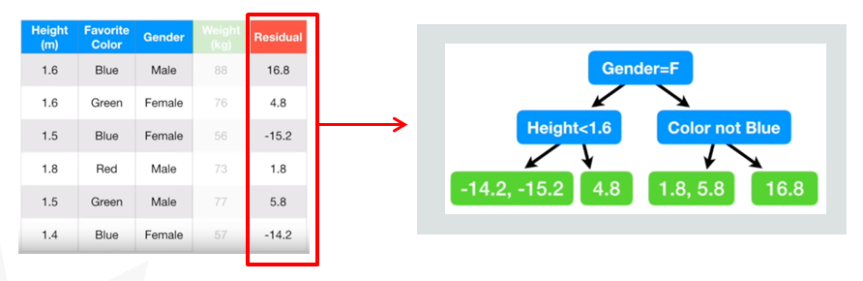 Height (m) Favorite Color Gender Weight (kg) Residual
1.6 Blue Male 88 16.8
1.6 Green Female 76 4.8
1.5 Blue Female 56 -15.2
1.8 Red Male 73 1.8
1.5 Green Male 77 5.8
1.4 Blue Female 57 -14.2
Gender=F
Height<1.6 Color not Blue
-14.2, -15.2 4.8 1.8, 5.8 16.8